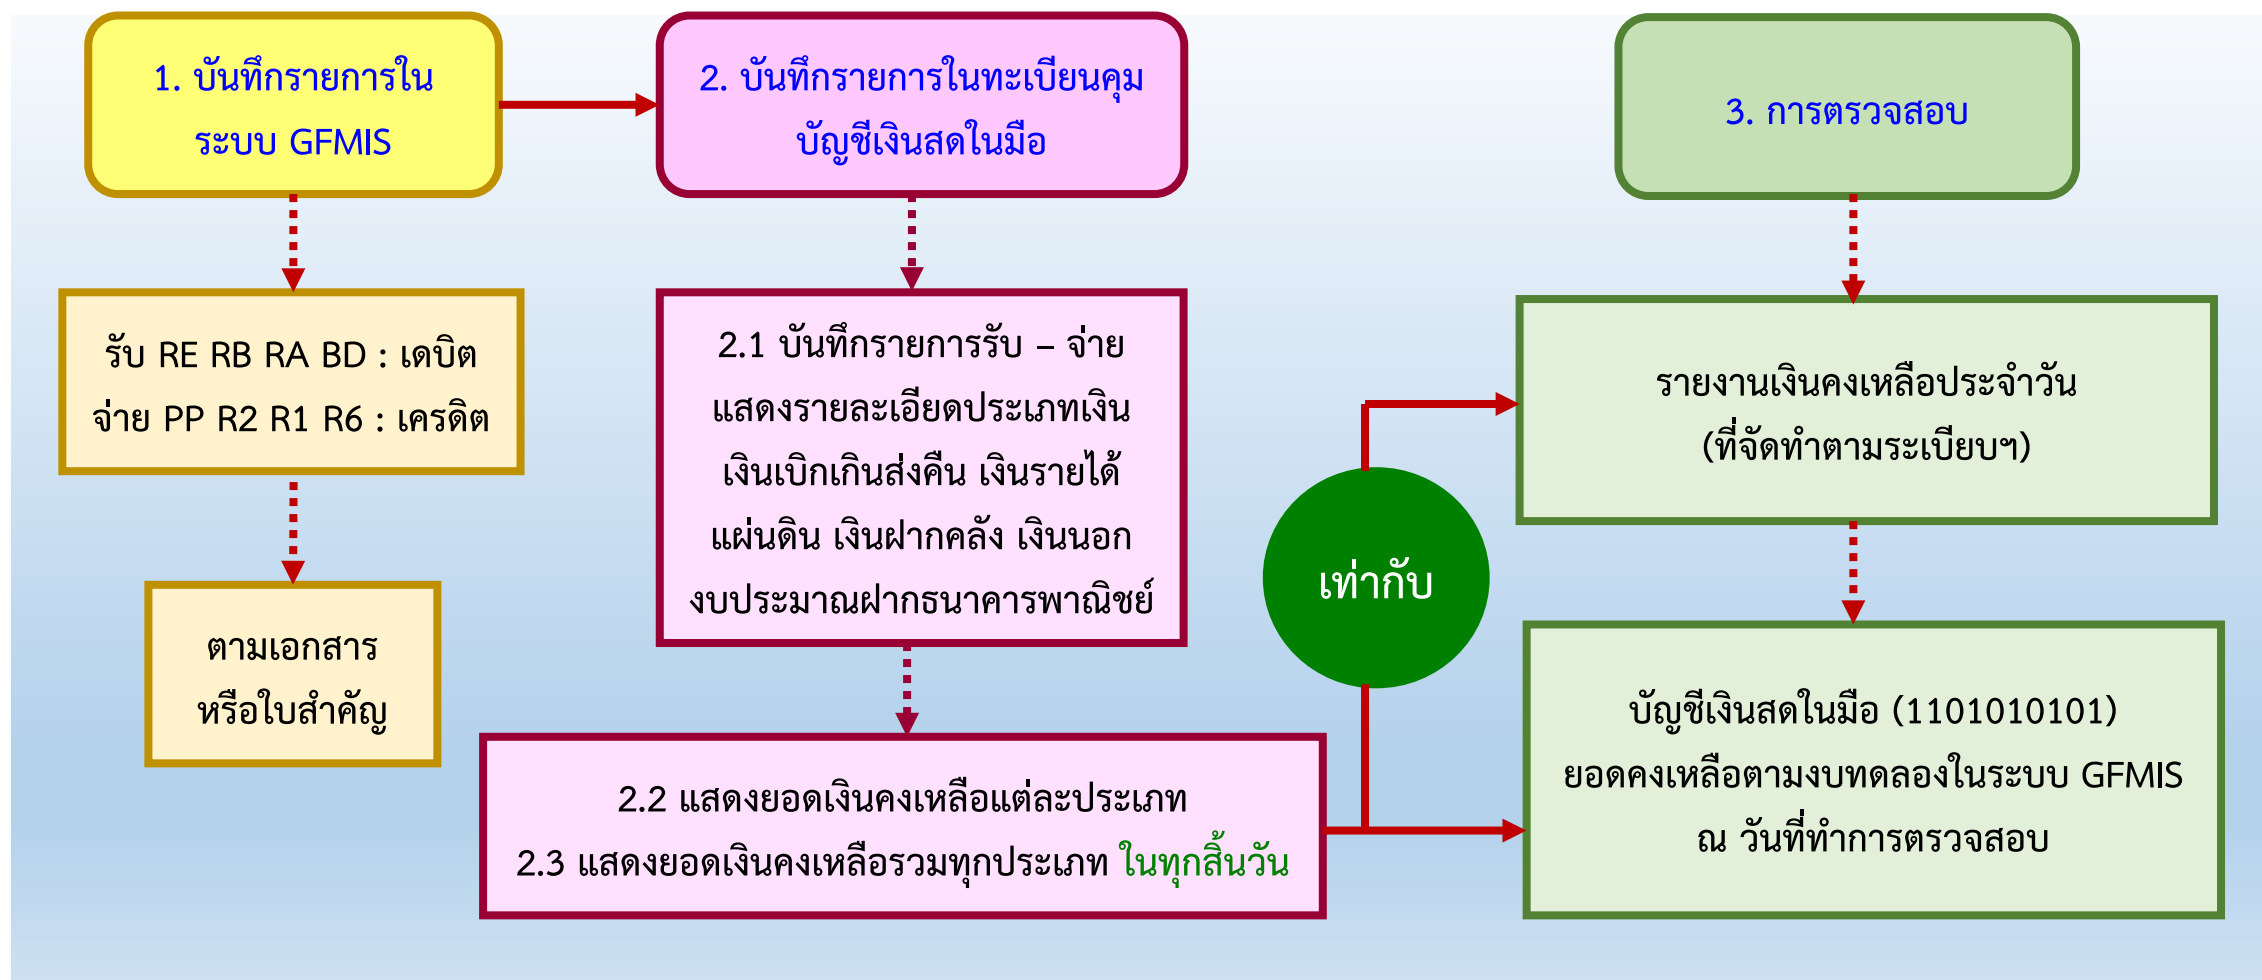 1. บันทึกรายการใน
ระบบ GFMIS
2. บันทึกรายการในทะเบียนคุม
บัญชีเงินสดในมือ
3. การตรวจสอบ
รับ RE RB RA BD : เดบิต
จ่าย PP R2 R1 R6 : เครดิต
ตามเอกสาร
หรือใบสำคัญ
2.1 บันทึกรายการรับ – จ่าย
แสดงรายละเอียดประเภทเงิน
เงินเบิกเกินส่งคืน เงินรายได้
แผ่นดิน เงินฝากคลัง เงินนอก
งบประมาณฝากธนาคารพาณิชย์
2.2 แสดงยอดเงินคงเหลือแต่ละประเภท
2.3 แสดงยอดเงินคงเหลือรวมทุกประเภท ในทุกสิ้นวัน
เท่ากับ
รายงานเงินคงเหลือประจำวัน
(ที่จัดทำตามระเบียบฯ)
บัญชีเงินสดในมือ (1101010101)
ยอดคงเหลือตามงบทดลองในระบบ GFMIS
ณ วันที่ทำการตรวจสอบ